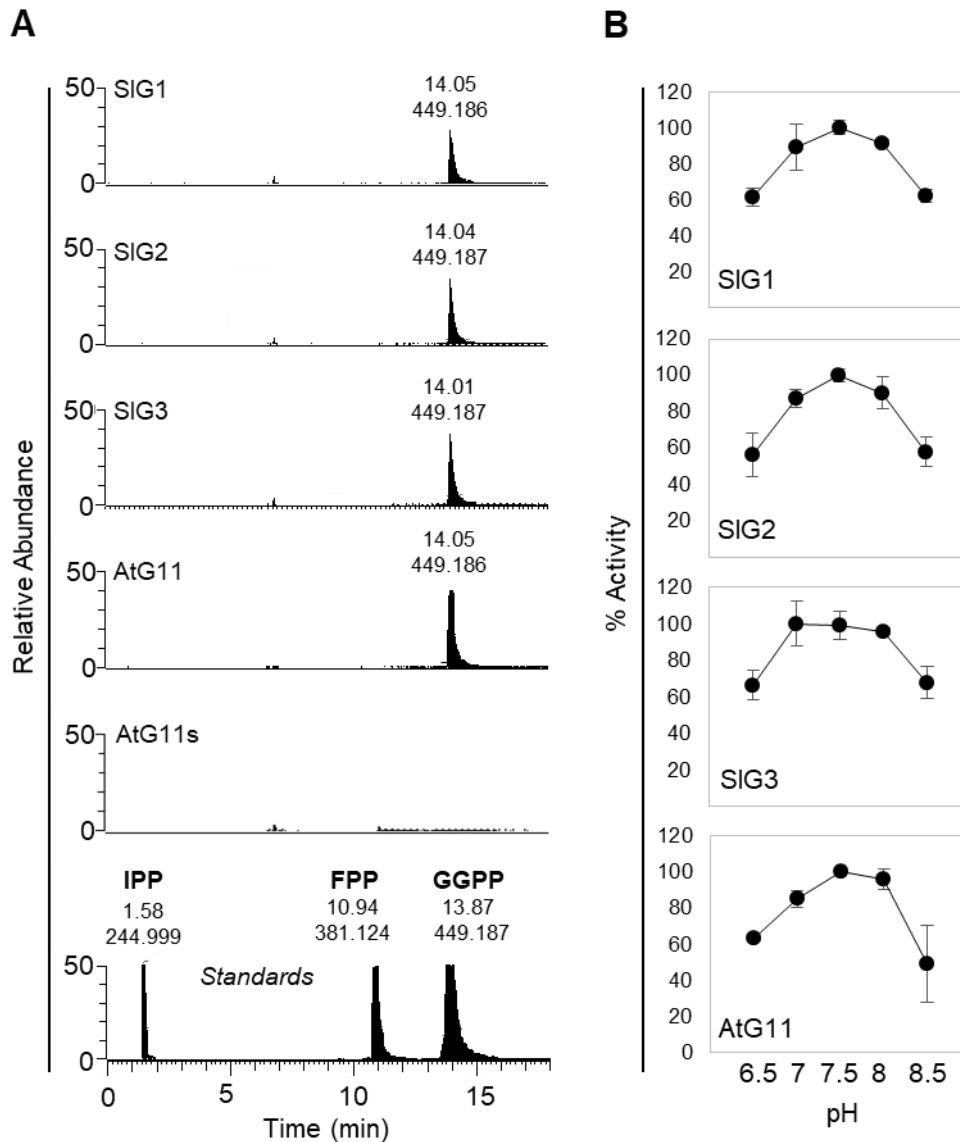 A
B
Relative Abundance
50
SlG1
14.05
449.186
0
50
SlG2
14.04
449.187
0
50
SlG3
14.01
449.187
0
50
AtG11
14.05
449.186
0
50
AtG11s
0
IPP
FPP
GGPP
1.58
10.94
13.87
244.999
381.124
449.187
50
Standards
0
0 5 10 15
Time (min)
% Activity
120
100
80
60
40
20
SlG1
120
100
80
60
40
20
SlG2
120
100
80
60
40
20
SlG3
120
100
80
60
40
20
0
AtG11
6.5 7 7.5 8 8.5
pH